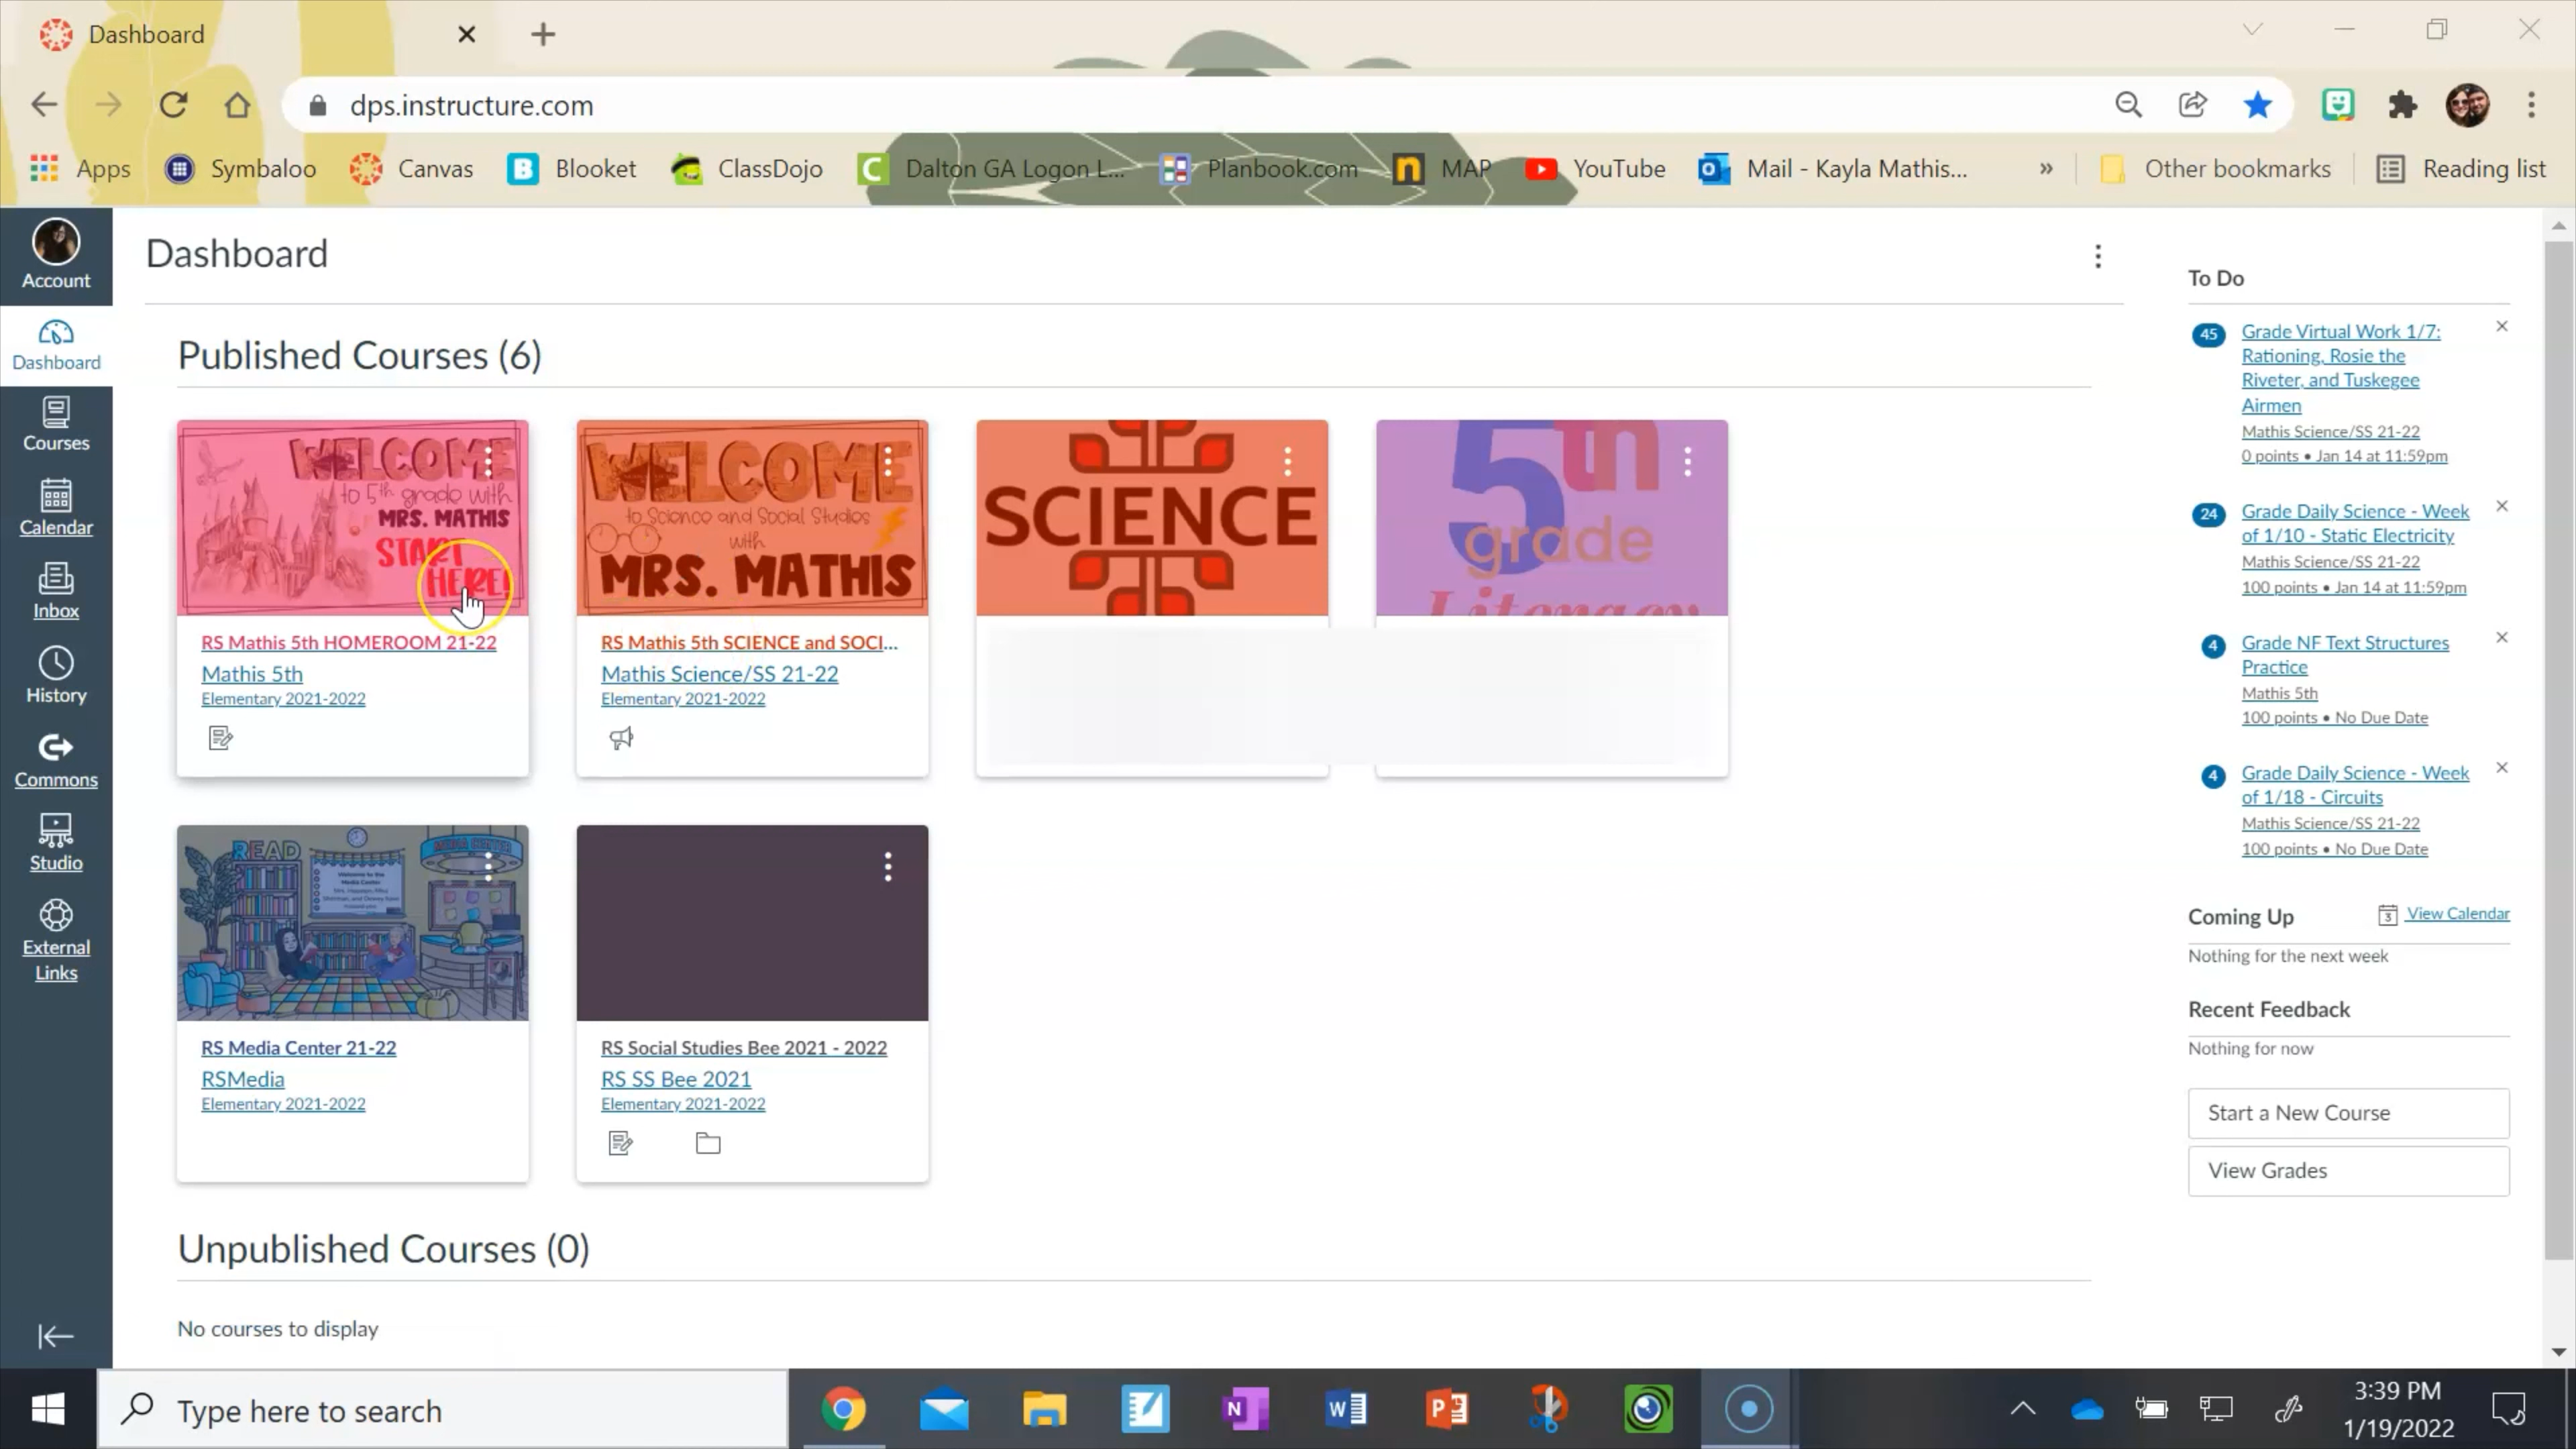 Dashboard
dps.instructure.com
Apps
Symbaloo
Canvas
Blooket
ClassDojo
Dalton GA Logon L...
Planbook.com
MAP
YouTube
Mail - Kayla Mathis...
»
Other bookmarks
Reading list
Account
Dashboard
Courses
Calendar
Inbox
History
Commons
Studio
External
Links
Dashboard
Published Courses (6)
WELCOME
to 5th grade with
MRS. MATHIS
START
HERE!
RS Mathis 5th HOMEROOM 21-22
Mathis 5th
Elementary 2021-2022
WELCOME
to Science and Social Studies
with
MRS. MATHIS
RS Mathis 5th SCIENCE and SOCI...
Mathis Science/SS 21-22
Elementary 2021-2022
SCIENCE
5th
grade
Literacy
READ
MEDIA CENTER
Welcome to the
Media Center
RS Media Center 21-22
RSMedia
Elementary 2021-2022
RS Social Studies Bee 2021 - 2022
RS SS Bee 2021
Elementary 2021-2022
Unpublished Courses (0)
No courses to display
To Do
45
Grade Virtual Work 1/7:
Rationing, Rosie the
Riveter, and Tuskegee
Airmen
Mathis Science/SS 21-22
0 points • Jan 14 at 11:59pm
24
Grade Daily Science - Week
of 1/10 - Static Electricity
Mathis Science/SS 21-22
100 points • Jan 14 at 11:59pm
4
Grade NF Text Structures
Practice
Mathis 5th
100 points • No Due Date
4
Grade Daily Science - Week
of 1/18 - Circuits
Mathis Science/SS 21-22
100 points • No Due Date
Coming Up
3
View Calendar
Nothing for the next week
Recent Feedback
Nothing for now
Start a New Course
View Grades
Type here to search
3:39 PM
1/19/2022